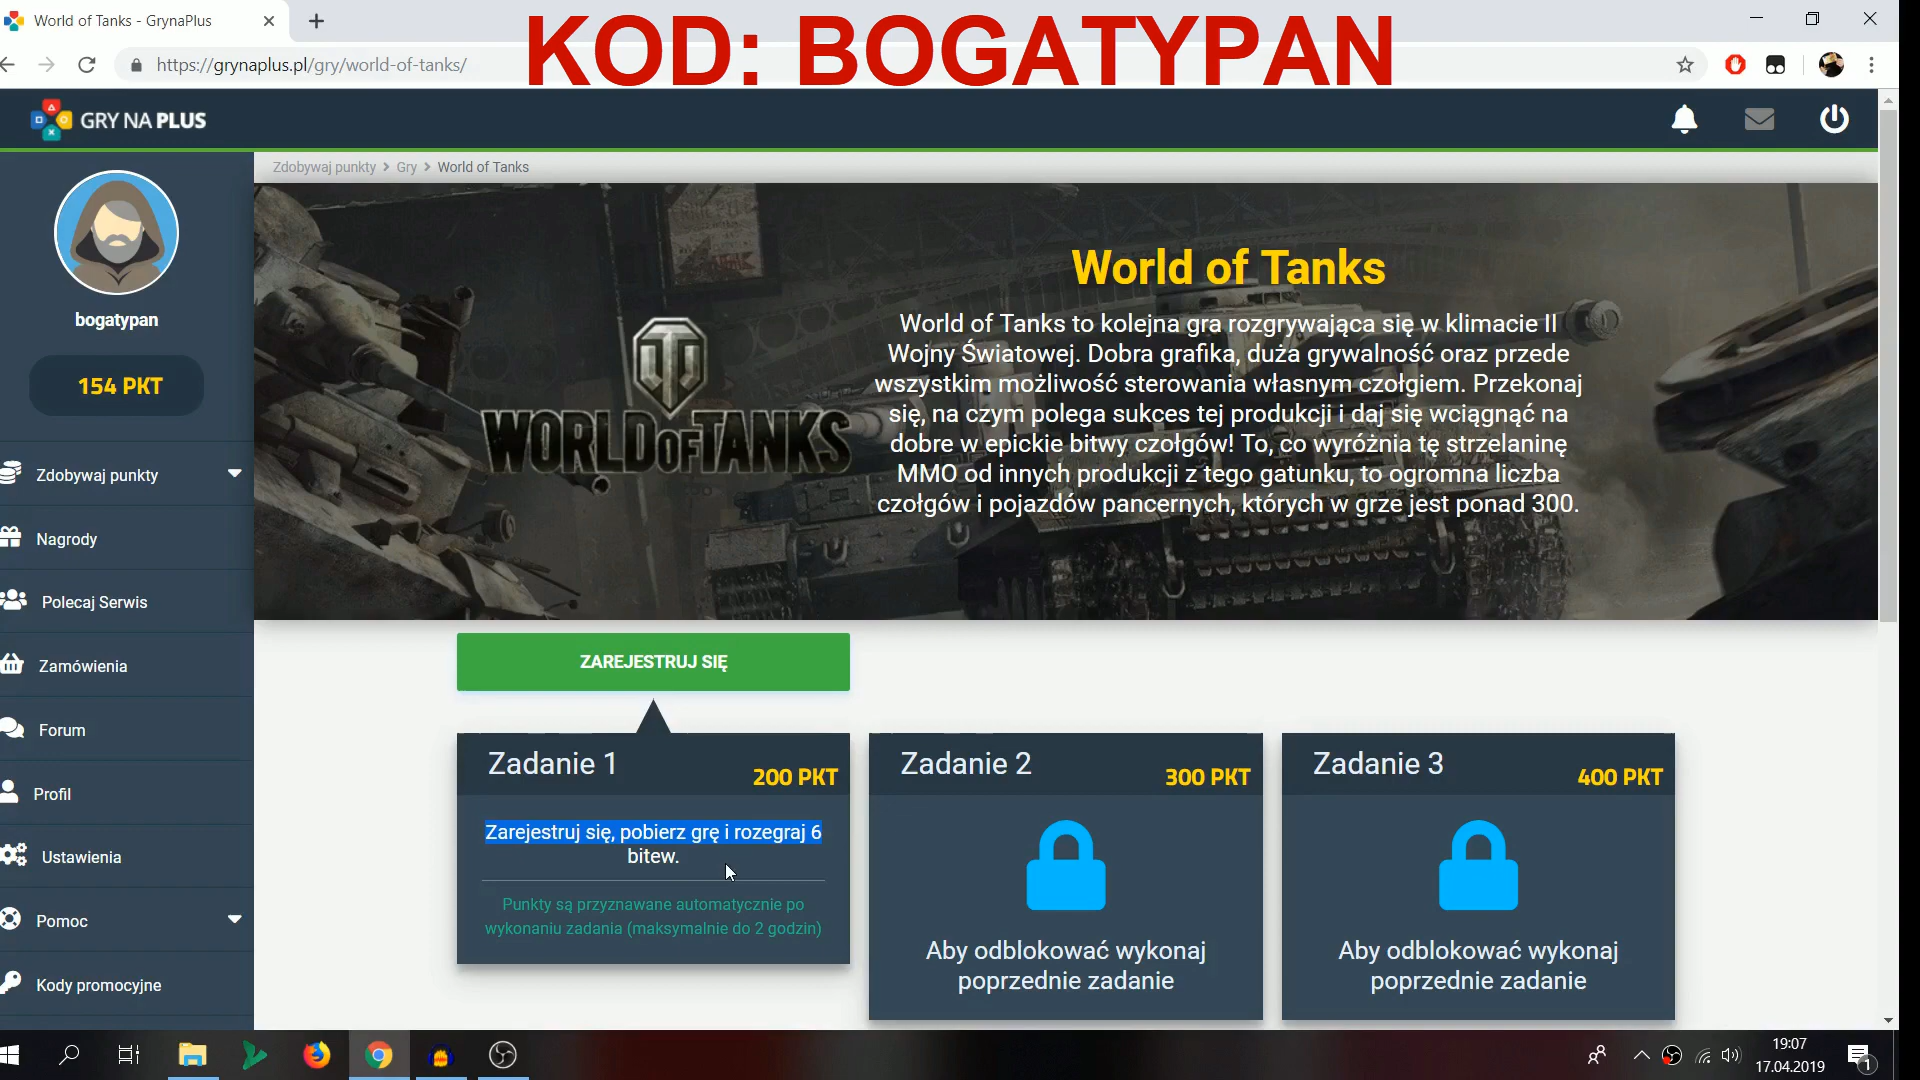 World of Tanks - GrynaPlus
KOD: BOGATYPAN
https://grynaplus.pl/gry/world-of-tanks/
GRY NA PLUS
Zdobywaj punkty > Gry > World of Tanks
bogatypan
154 PKT
Zdobywaj punkty
Nagrody
Polecaj Serwis
Zamówienia
Forum
Profil
Ustawienia
Pomoc
Kody promocyjne
WORLD OF TANKS
World of Tanks
World of Tanks to kolejna gra rozgrywająca się w klimacie II
Wojny Światowej. Dobra grafika, duża grywalność oraz przede
wszystkim możliwość sterowania własnym czołgiem. Przekonaj
się, na czym polega sukces tej produkcji i daj się wciągnąć na
dobre w epickie bitwy czołgów! To, co wyróżnia tę strzelaninę
MMO od innych produkcji z tego gatunku, to ogromna liczba
czołgów i pojazdów pancernych, których w grze jest ponad 300.
ZAREJESTRUJ SIĘ
Zadanie 1
200 PKT
Zarejestruj się, pobierz grę i rozegraj 6
bitew.
Punkty są przyznawane automatycznie po
wykonaniu zadania (maksymalnie do 2 godzin)
Zadanie 2
300 PKT
Aby odblokować wykonaj
poprzednie zadanie
Zadanie 3
400 PKT
Aby odblokować wykonaj
poprzednie zadanie
19:07
17.04.2019
1